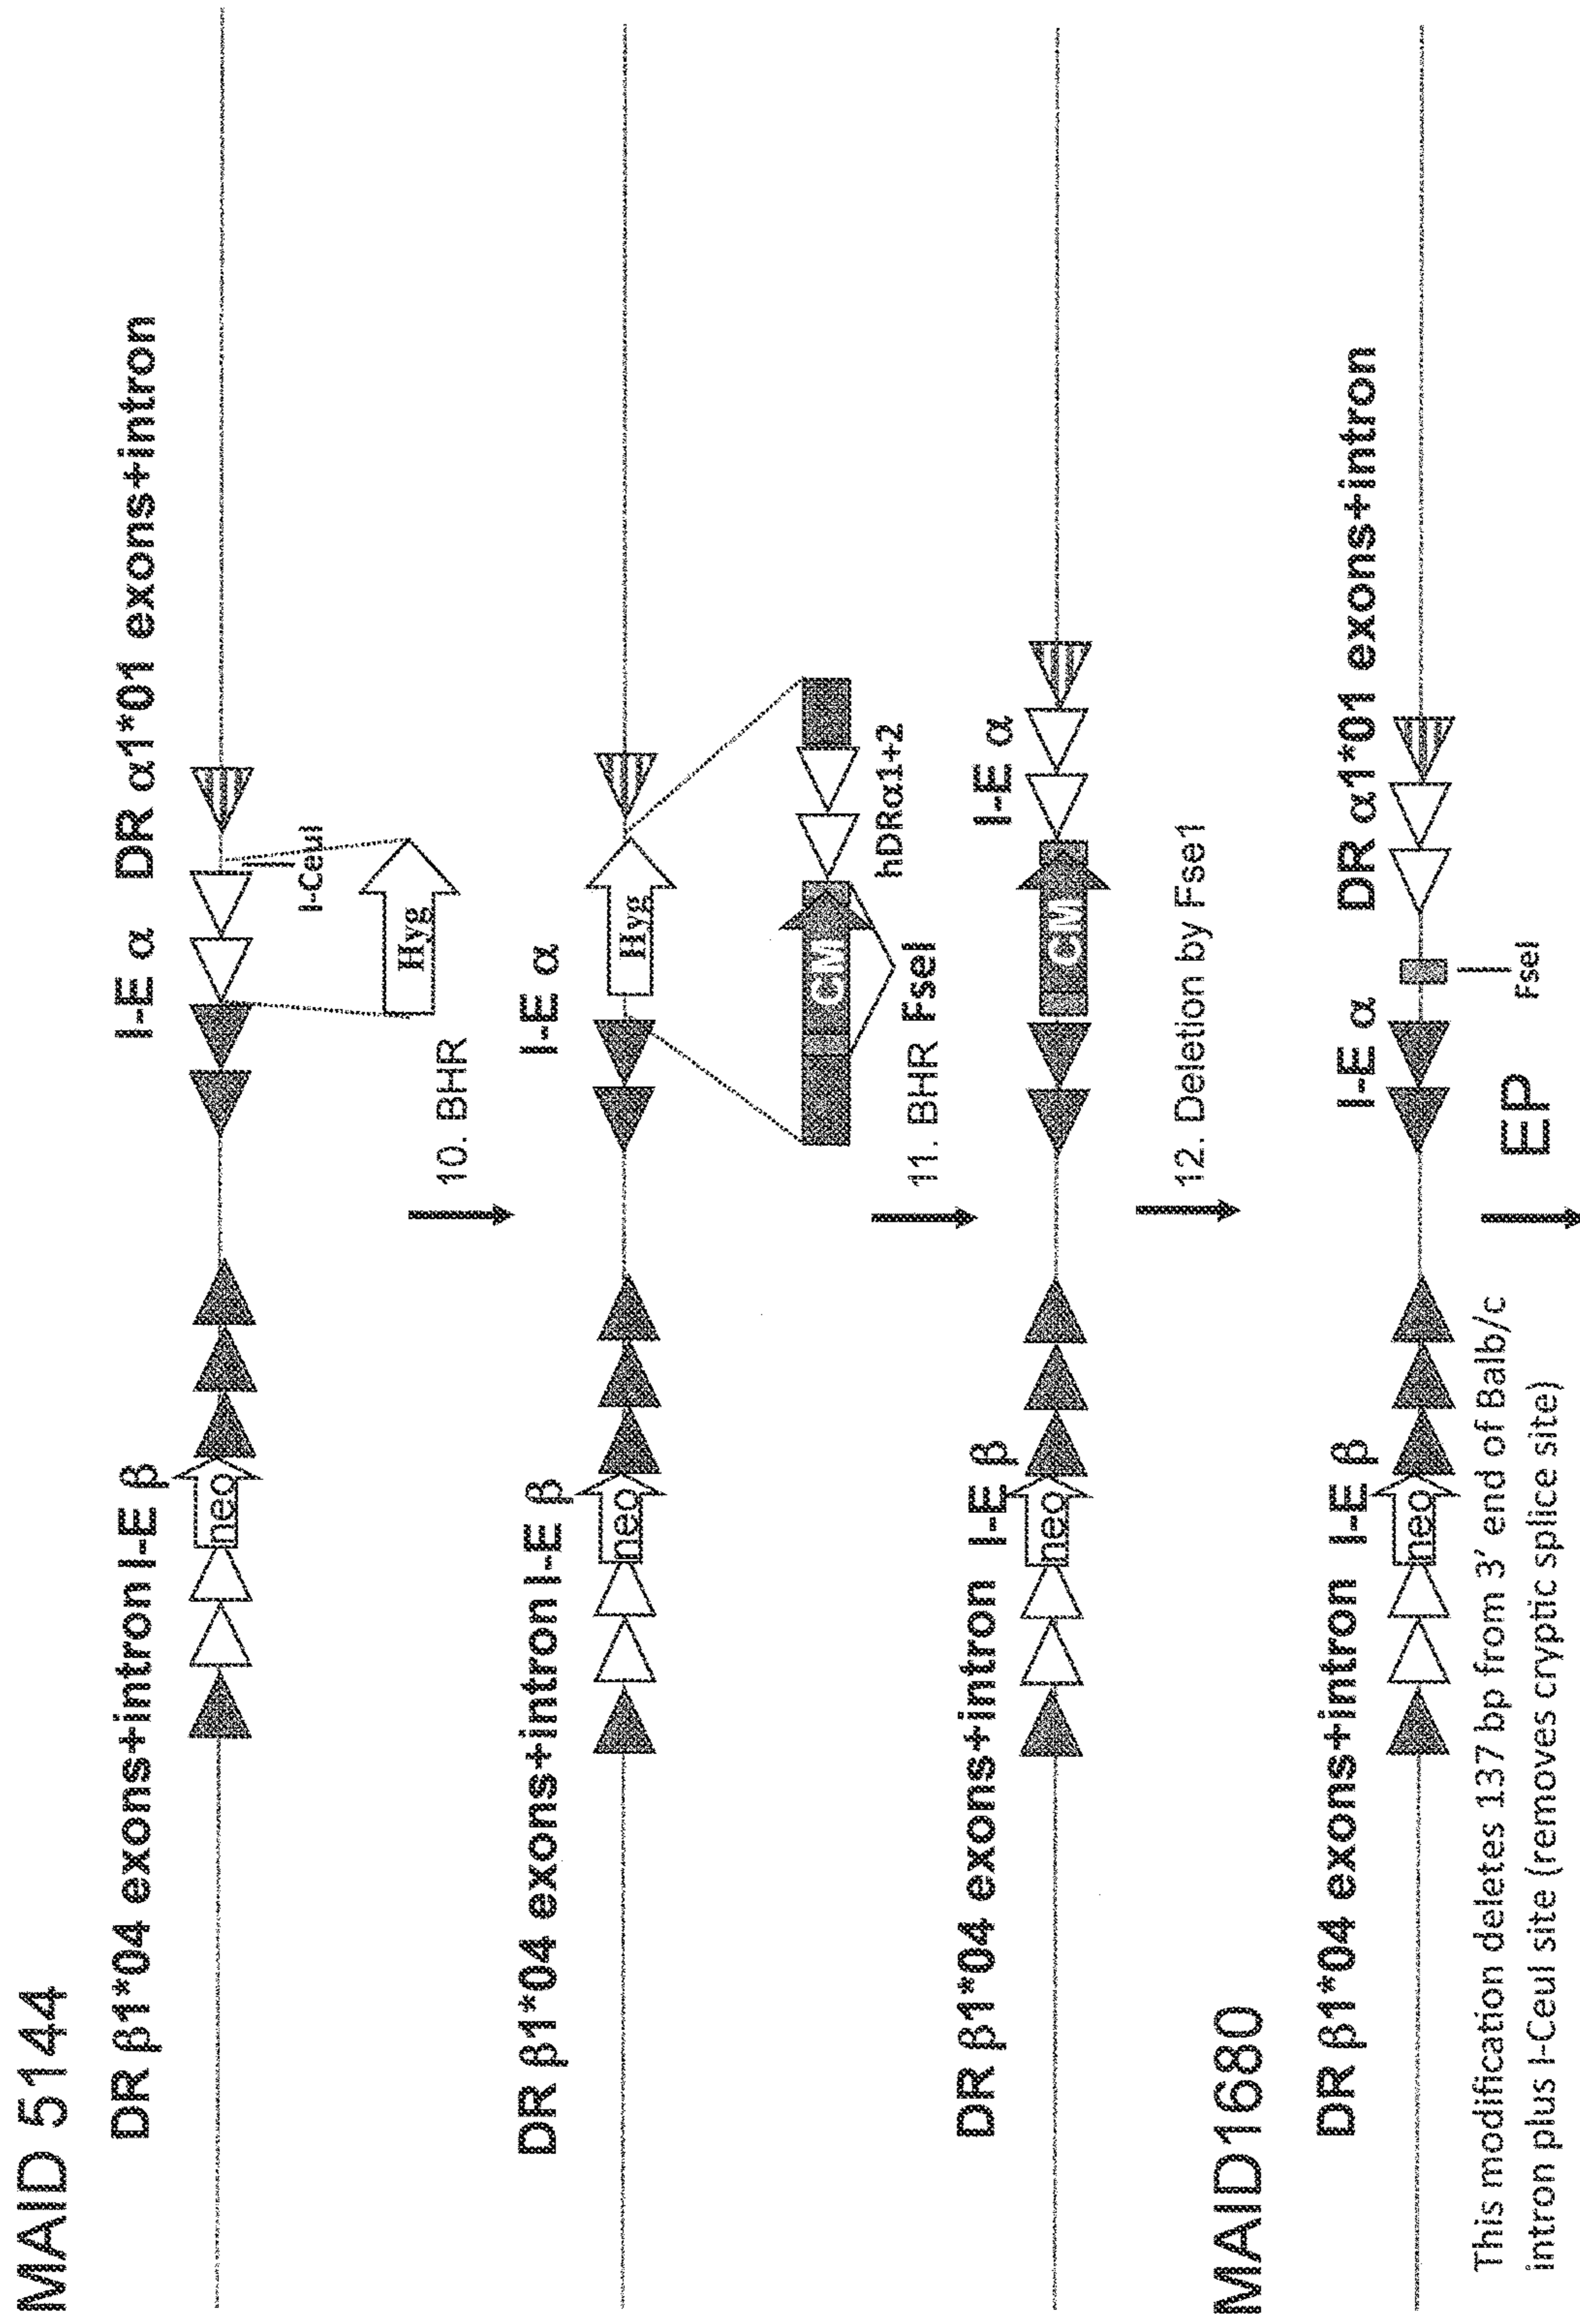 MAID 5144
DR β1*04 exons+intron I-E β
I-E α DR α1*01 exons+intron
neo
I-CeuI
Hyg
10. BHR
DR β1*04 exons+intron I-E β
I-E α
neo
Hyg
CM
hDRα1+2
11. BHR FseI
DR β1*04 exons+intron I-E β
I-E α
neo
CM
12. Deletion by Fse1
MAID1680
DR β1*04 exons+intron I-E β
I-E α DR α1*01 exons+intron
neo
FseI
This modification deletes 137 bp from 3' end of Balb/c
intron plus I-CeuI site (removes cryptic splice site)
EP